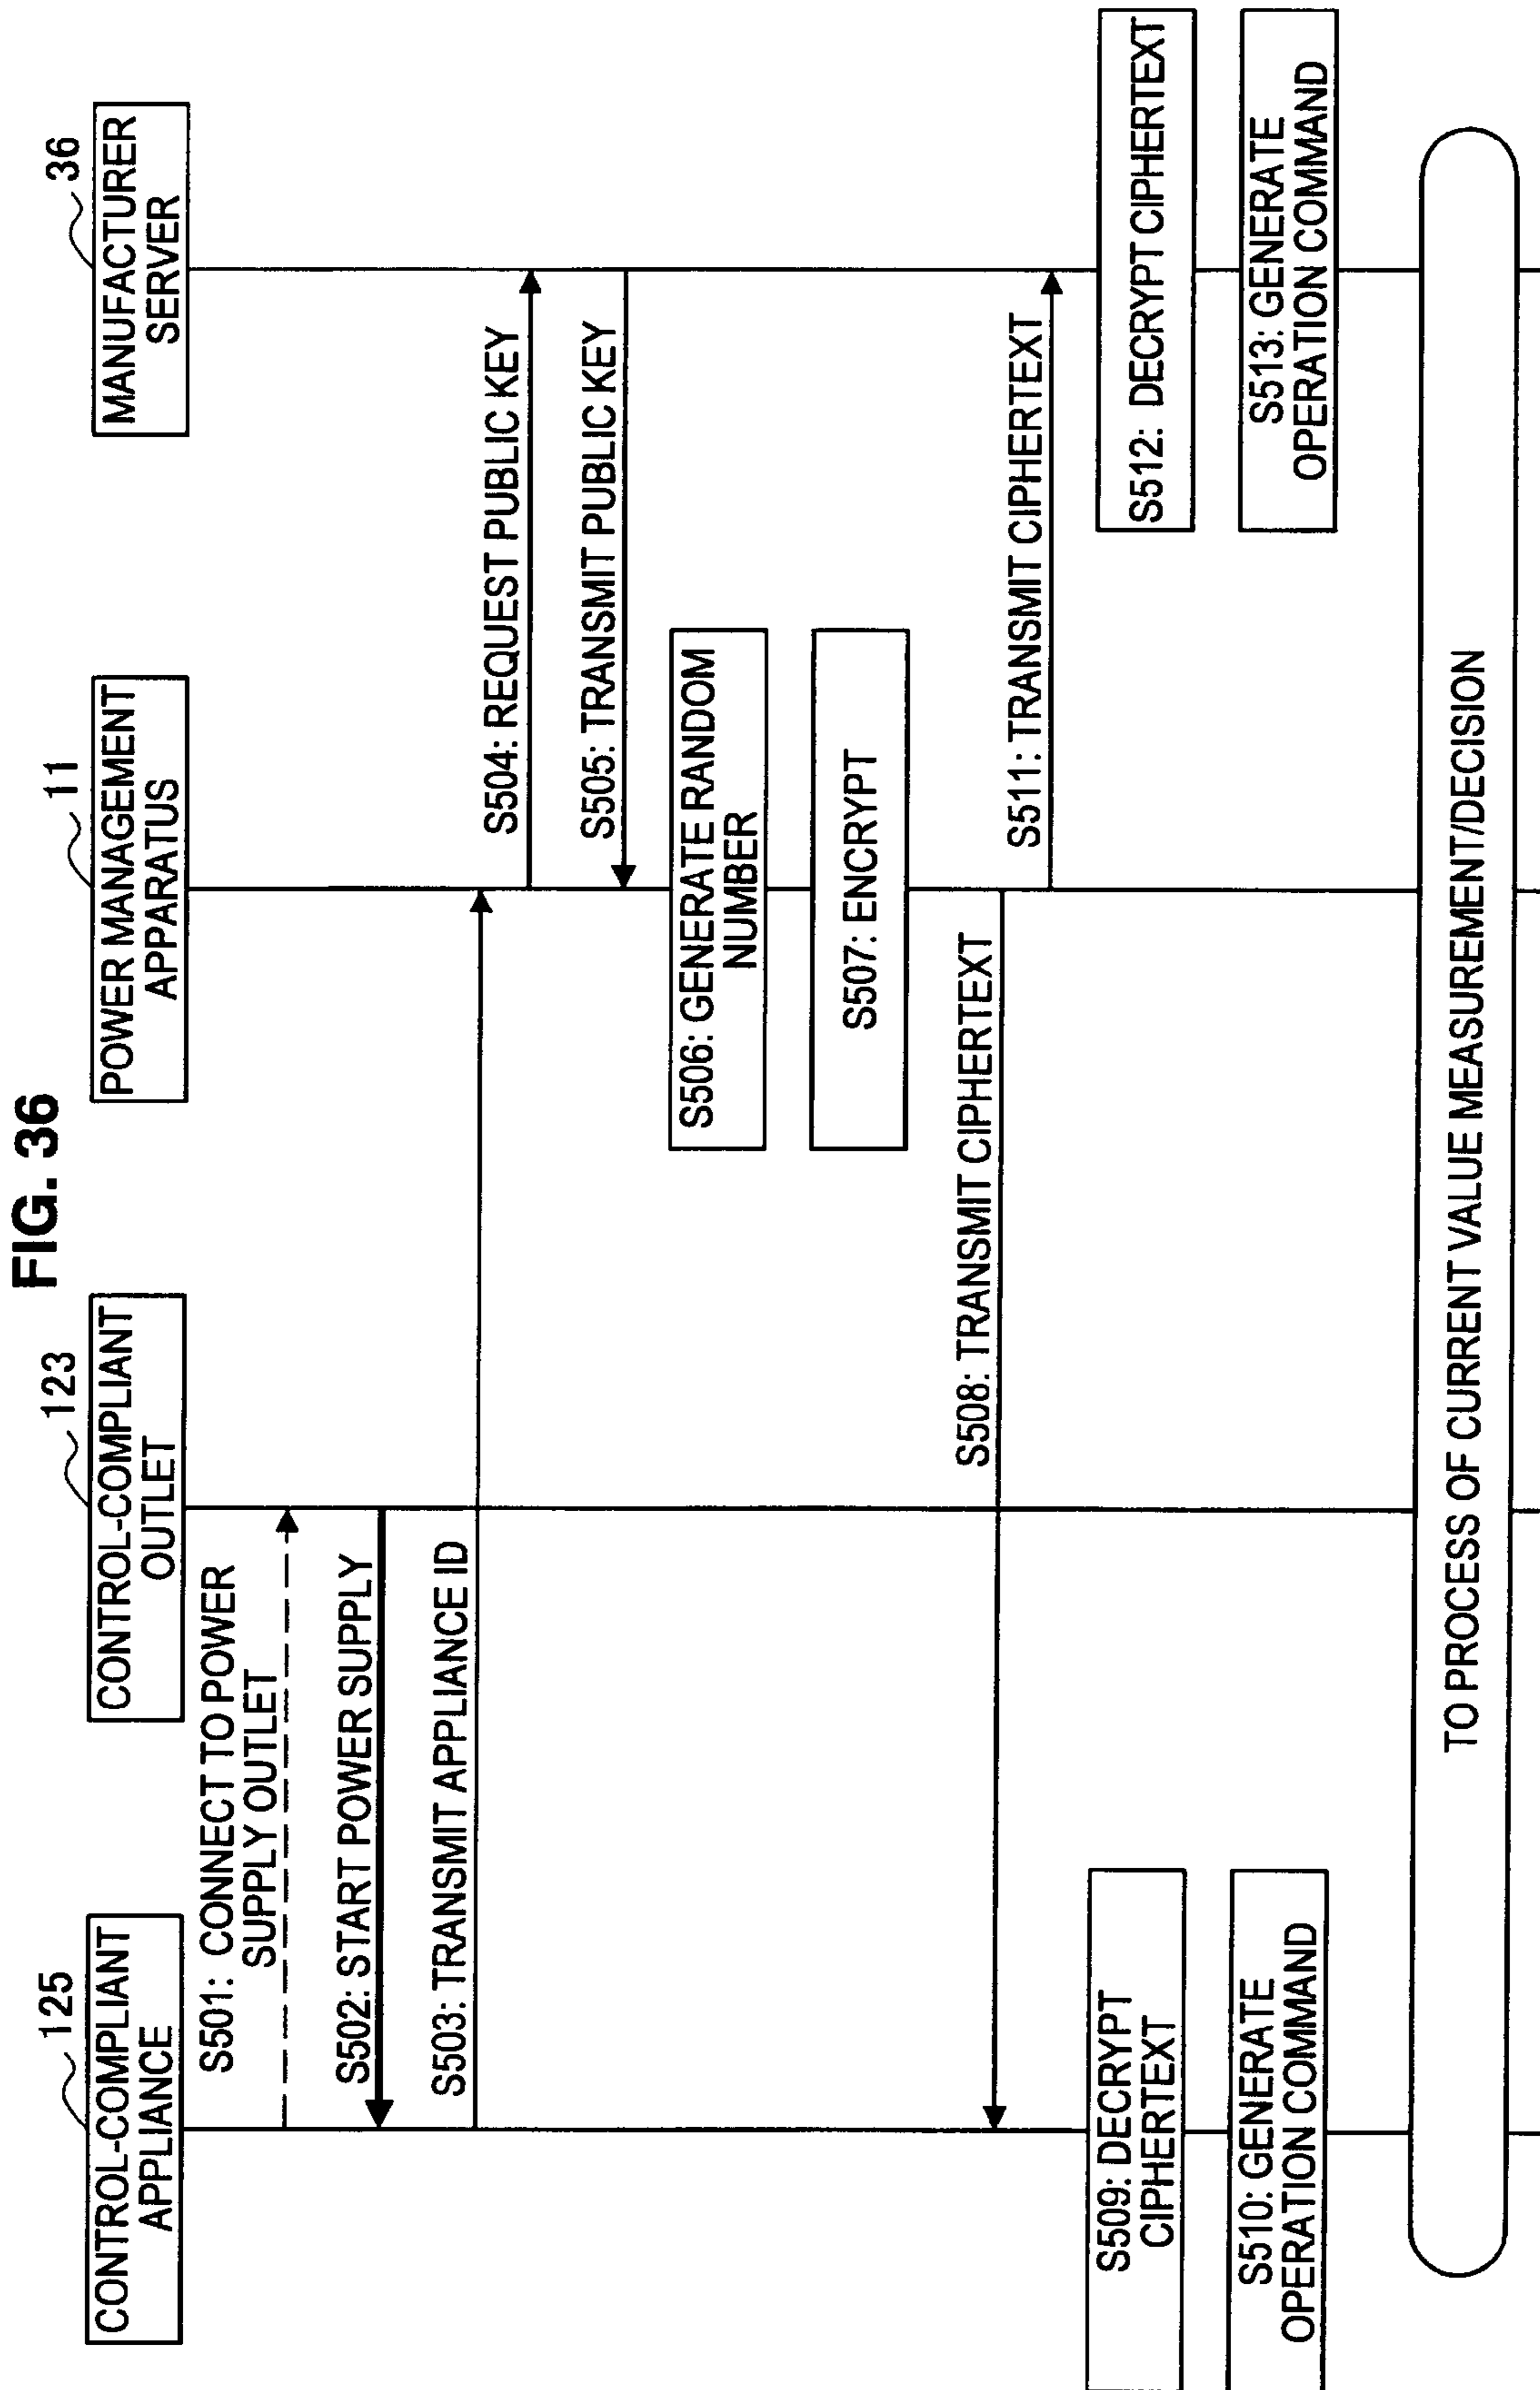 FIG. 36
125
CONTROL-COMPLIANT
APPLIANCE
123
CONTROL-COMPLIANT
OUTLET
11
POWER MANAGEMENT
APPARATUS
36
MANUFACTURER
SERVER
S501: CONNECT TO POWER
SUPPLY OUTLET
S502: START POWER SUPPLY
S503: TRANSMIT APPLIANCE ID
S504: REQUEST PUBLIC KEY
S505: TRANSMIT PUBLIC KEY
S506: GENERATE RANDOM
NUMBER
S507: ENCRYPT
S508: TRANSMIT CIPHERTEXT
S511: TRANSMIT CIPHERTEXT
S509: DECRYPT
CIPHERTEXT
S512: DECRYPT CIPHERTEXT
S510: GENERATE
OPERATION COMMAND
S513: GENERATE
OPERATION COMMAND
TO PROCESS OF CURRENT VALUE MEASUREMENT/DECISION